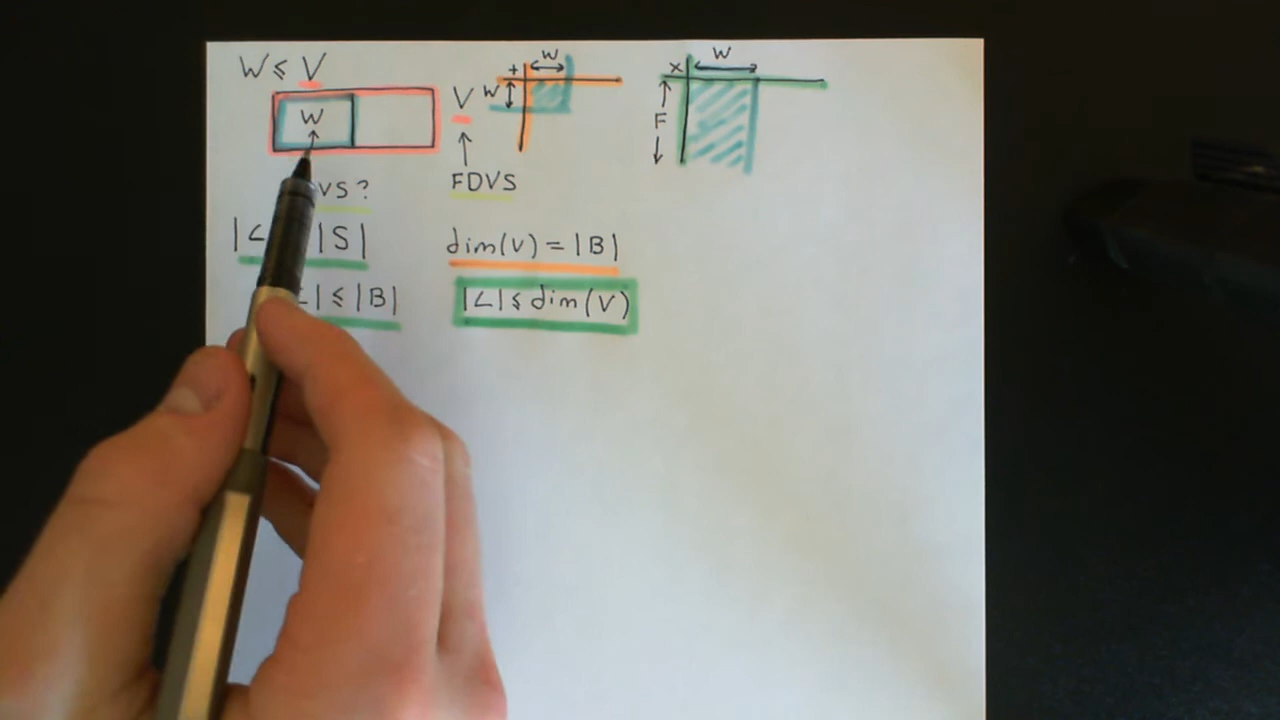 W ≤ V
W
V
FDVS
VS?
+ W
W
x W
F
|L |S|
dim(V) = |B|
L| ≤ |B|
|L| ≤ dim(V)